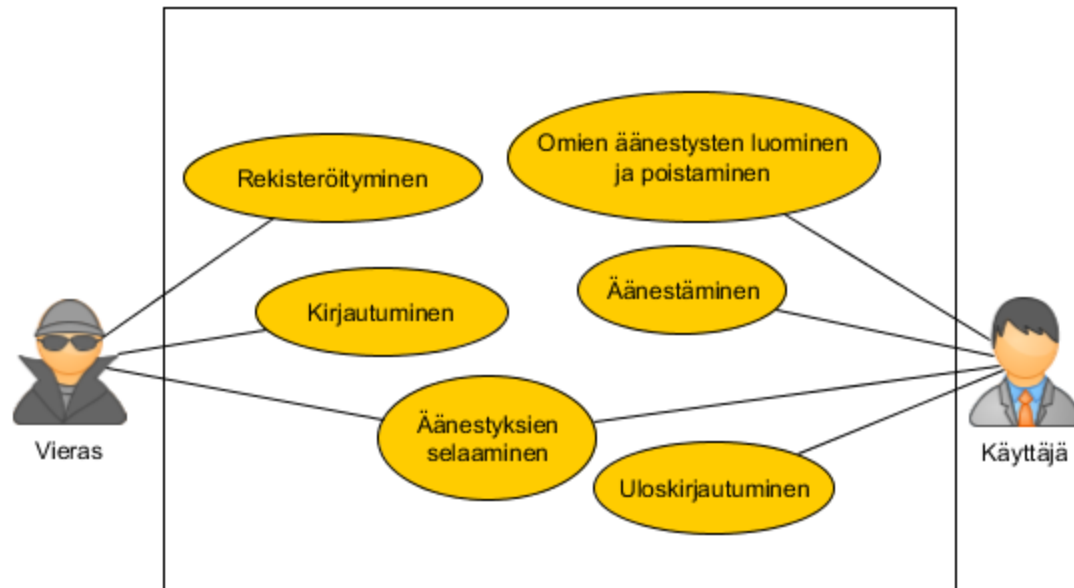 Omien äänestysten luominen
ja poistaminen
Rekisteröityminen
Äänestäminen
Kirjautuminen
Äänestyksien
selaaminen
Vieras
Käyttäjä
Uloskirjautuminen